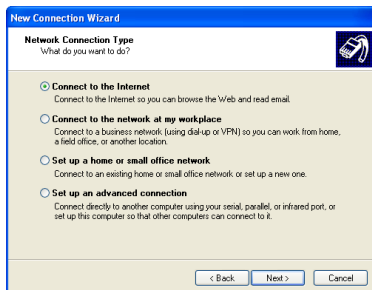 New Connection Wizard
Network Connection Type
What do you want to do?
Connect to the Internet
Connect to the Internet so you can browse the Web and read email.
Connect to the network at my workplace
Connect to a business network (using dial-up or VPN) so you can work from home,
a field office, or another location.
Set up a home or small office network
Connect to an existing home or small office network or set up a new one.
Set up an advanced connection
Connect directly to another computer using your serial, parallel, or infrared port, or
set up this computer so that other computers can connect to it.
< Back
Next >
Cancel